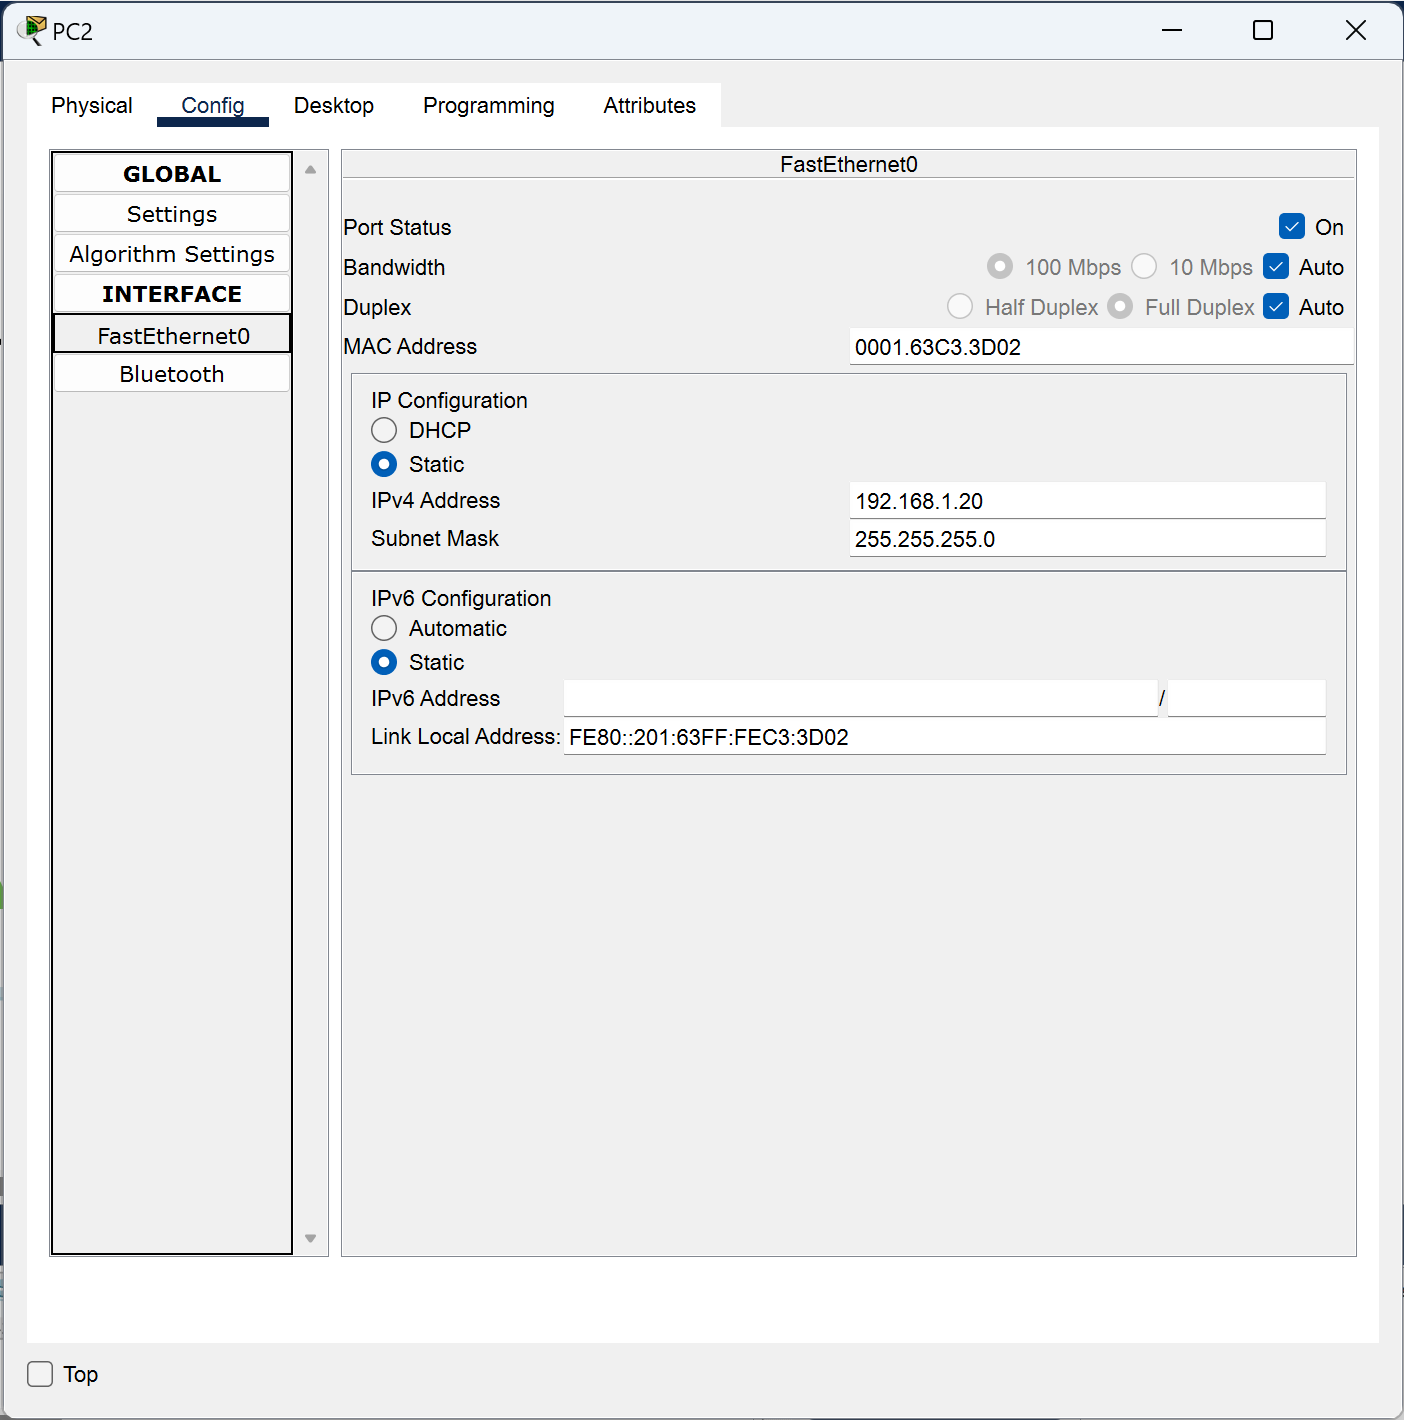 PC2
Physical Config Desktop Programming Attributes
GLOBAL
Settings
Algorithm Settings
INTERFACE
FastEthernet0
Bluetooth
FastEthernet0
Port Status On
Bandwidth 100 Mbps 10 Mbps Auto
Duplex Half Duplex Full Duplex Auto
MAC Address 0001.63C3.3D02
IP Configuration
DHCP
Static
IPv4 Address 192.168.1.20
Subnet Mask 255.255.255.0
IPv6 Configuration
Automatic
Static
IPv6 Address /
Link Local Address: FE80::201:63FF:FEC3:3D02
Top